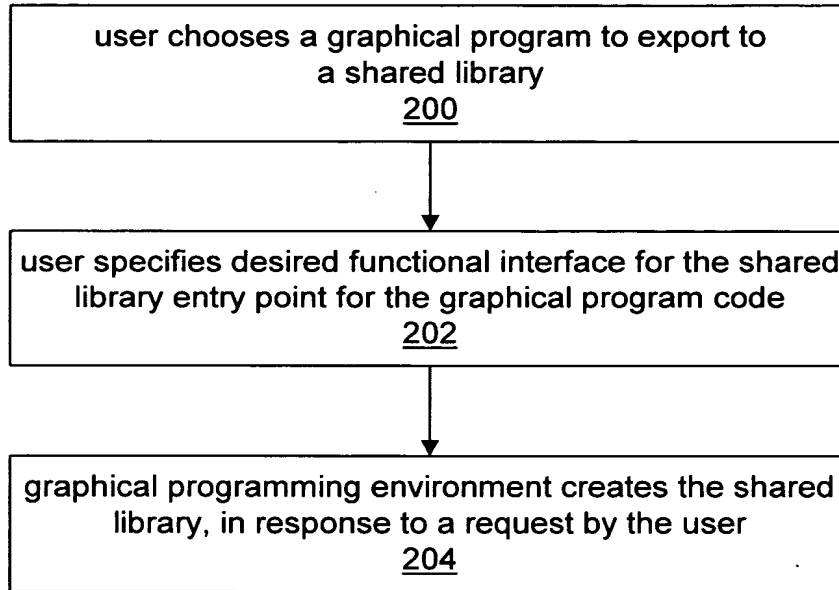 user chooses a graphical program to export to
a shared library
200
user specifies desired functional interface for the shared
library entry point for the graphical program code
202
graphical programming environment creates the shared
library, in response to a request by the user
204